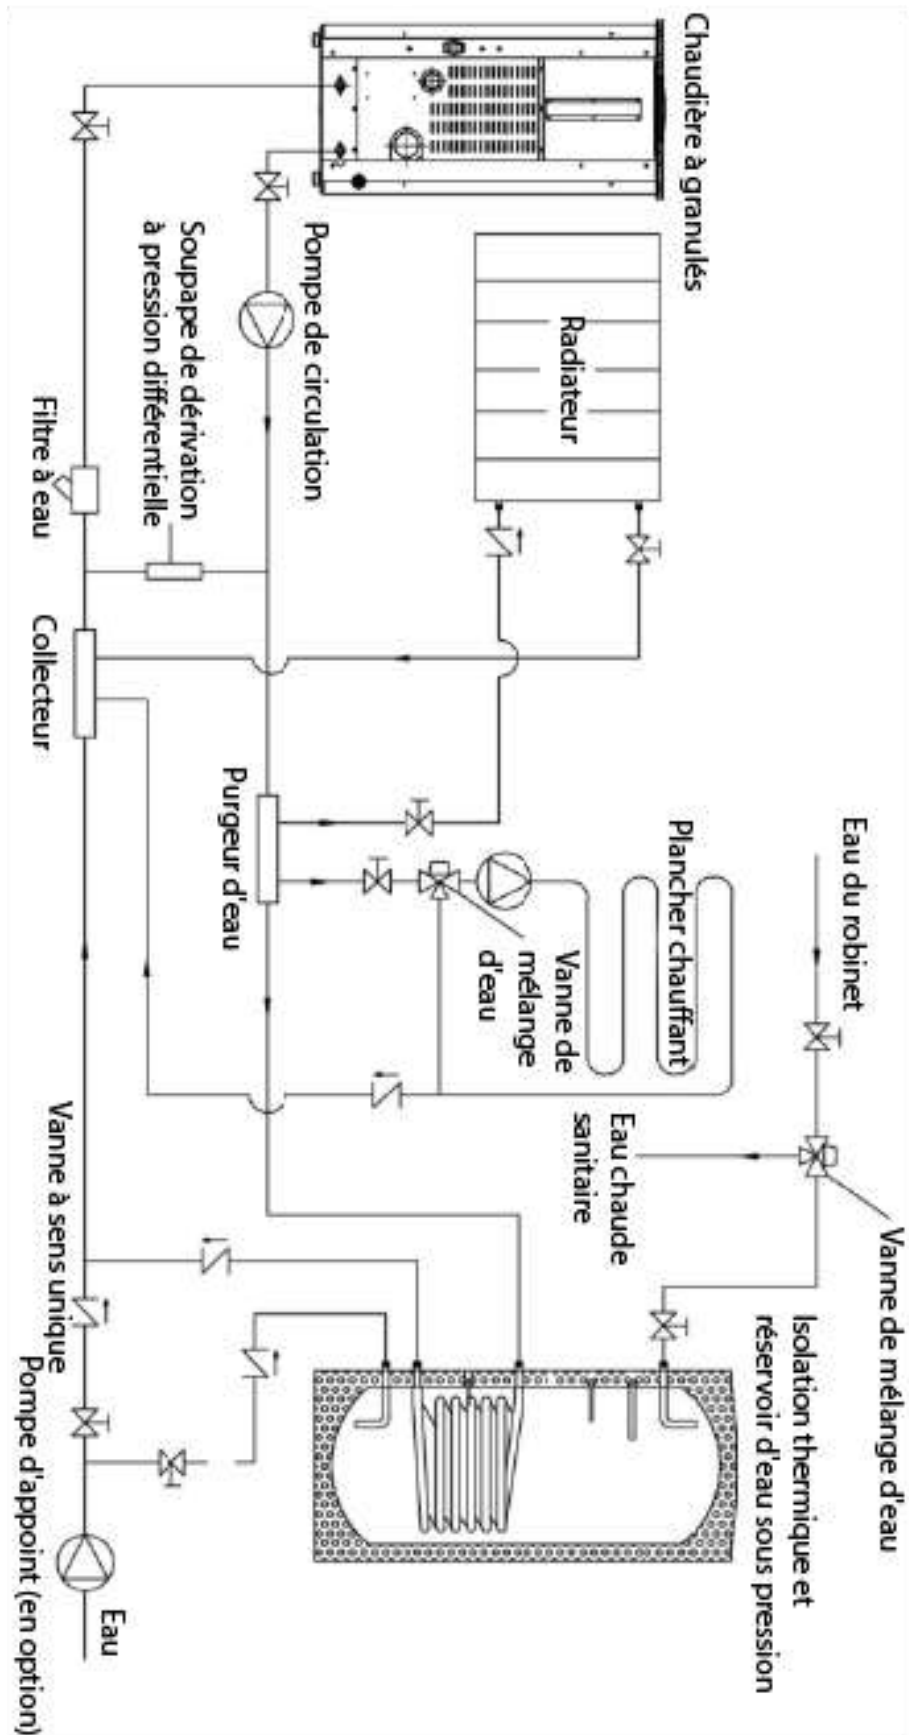 Chaudière à granulés
Radiateur
Pompe de circulation
Soupape de dérivation
à pression différentielle
Filtre à eau
Collecteur
Purgeur d'eau
Vanne de
mélange
d'eau
Plancher chauffant
Eau du robinet
Eau chaude
sanitaire
Vanne de mélange d'eau
Isolation thermique et
réservoir d'eau sous pression
Vanne à sens unique
Pompe d'appoint (en option)
Eau